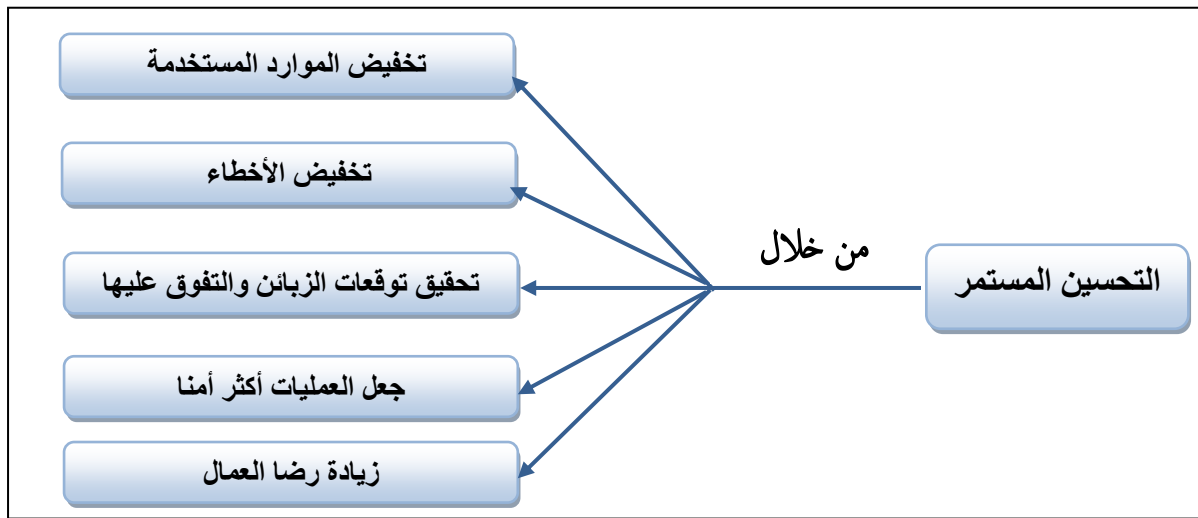 التحسين المستمر
من خلال
تخفيض الموارد المستخدمة
تخفيض الأخطاء
تحقيق توقعات الزبائن والتفوق عليها
جعل العمليات أكثر أمنا
زيادة رضا العمال